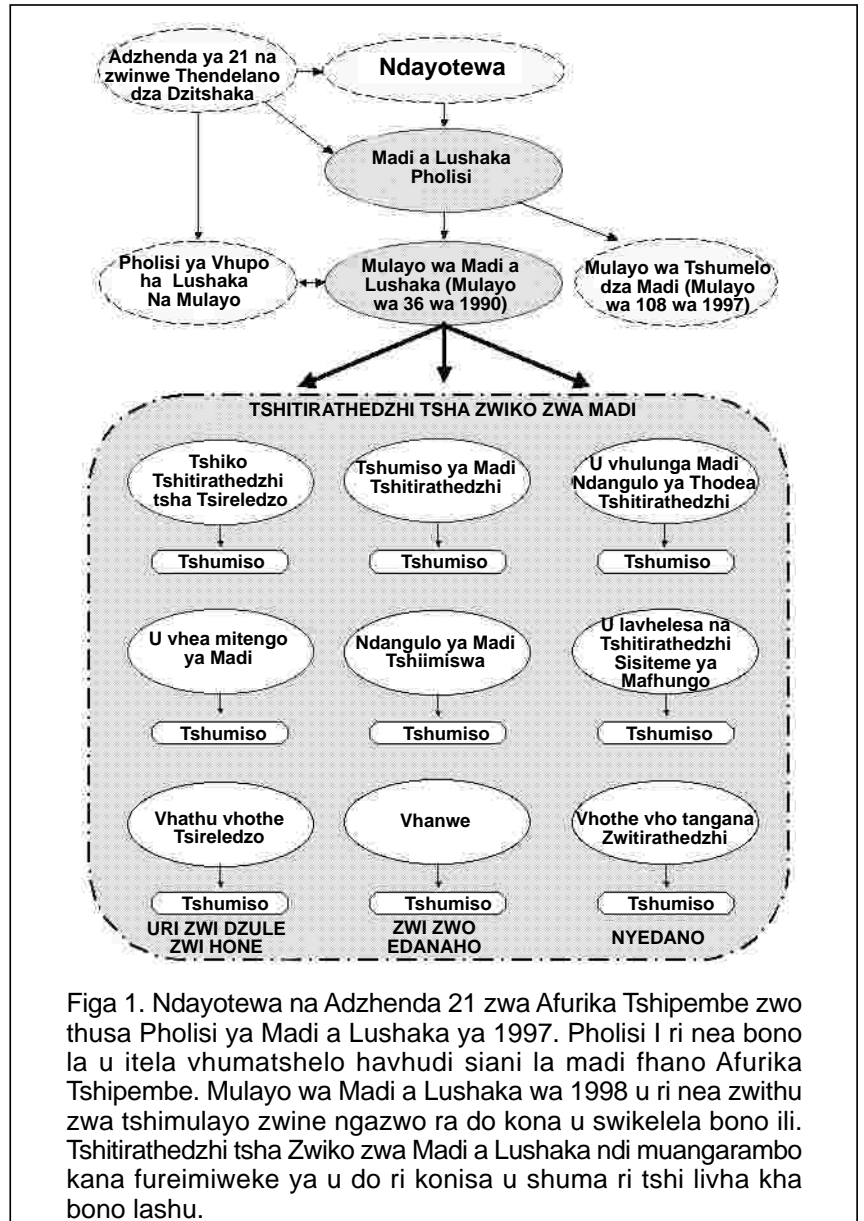 Adzhenda ya 21 na
zwinwe Thendelano
dza Dzitshaka
Ndayotewa
Madi a Lushaka
Pholisi
Pholisi ya Vhupo
ha Lushaka
Na Mulayo
Mulayo wa Madi a
Lushaka (Mulayo
wa 36 wa 1990)
Mulayo wa Tshumelo
dza Madi (Mulayo
wa 108 wa 1997)
TSHITIRATHEDZHI TSHA ZWIKO ZWA MADI
Tshiko
Tshitirathedzhi
tsha Tsireledzo
Tshumiso ya Madi
Tshitirathedzhi
U vhulunga Madi
Ndangulo ya Thodea
Tshitirathedzhi
Tshumiso
Tshumiso
Tshumiso
U vhea mitengo
ya Madi
Ndangulo ya Madi
Tshiimiswa
U lavhelesa na
Tshitirathedzhi
Sisiteme ya
Mafhungo
Tshumiso
Tshumiso
Tshumiso
Vhathu vhothe
Tsireledzo
Vhanwe
Vhothe vho tangana
Zwitirathedzhi
Tshumiso
Tshumiso
Tshumiso
URI ZWI DZULE
ZWI HONE
ZWI ZWO
EDANAHO
NYEDANO
Figa 1. Ndayotewa na Adzhenda 21 zwa Afurika Tshipembe zwo
thusa Pholisi ya Madi a Lushaka ya 1997. Pholisi I ri nea bono
la u itela vhumatshelo havhudi siani la madi fhano Afurika
Tshipembe. Mulayo wa Madi a Lushaka wa 1998 u ri nea zwithu
zwa tshimulayo zwine ngazwo ra do kona u swikelela bono ili.
Tshitirathedzhi tsha Zwiko zwa Madi a Lushaka ndi muangarambo
kana fureimiweke ya u do ri konisa u shuma ri tshi livha kha
bono lashu.